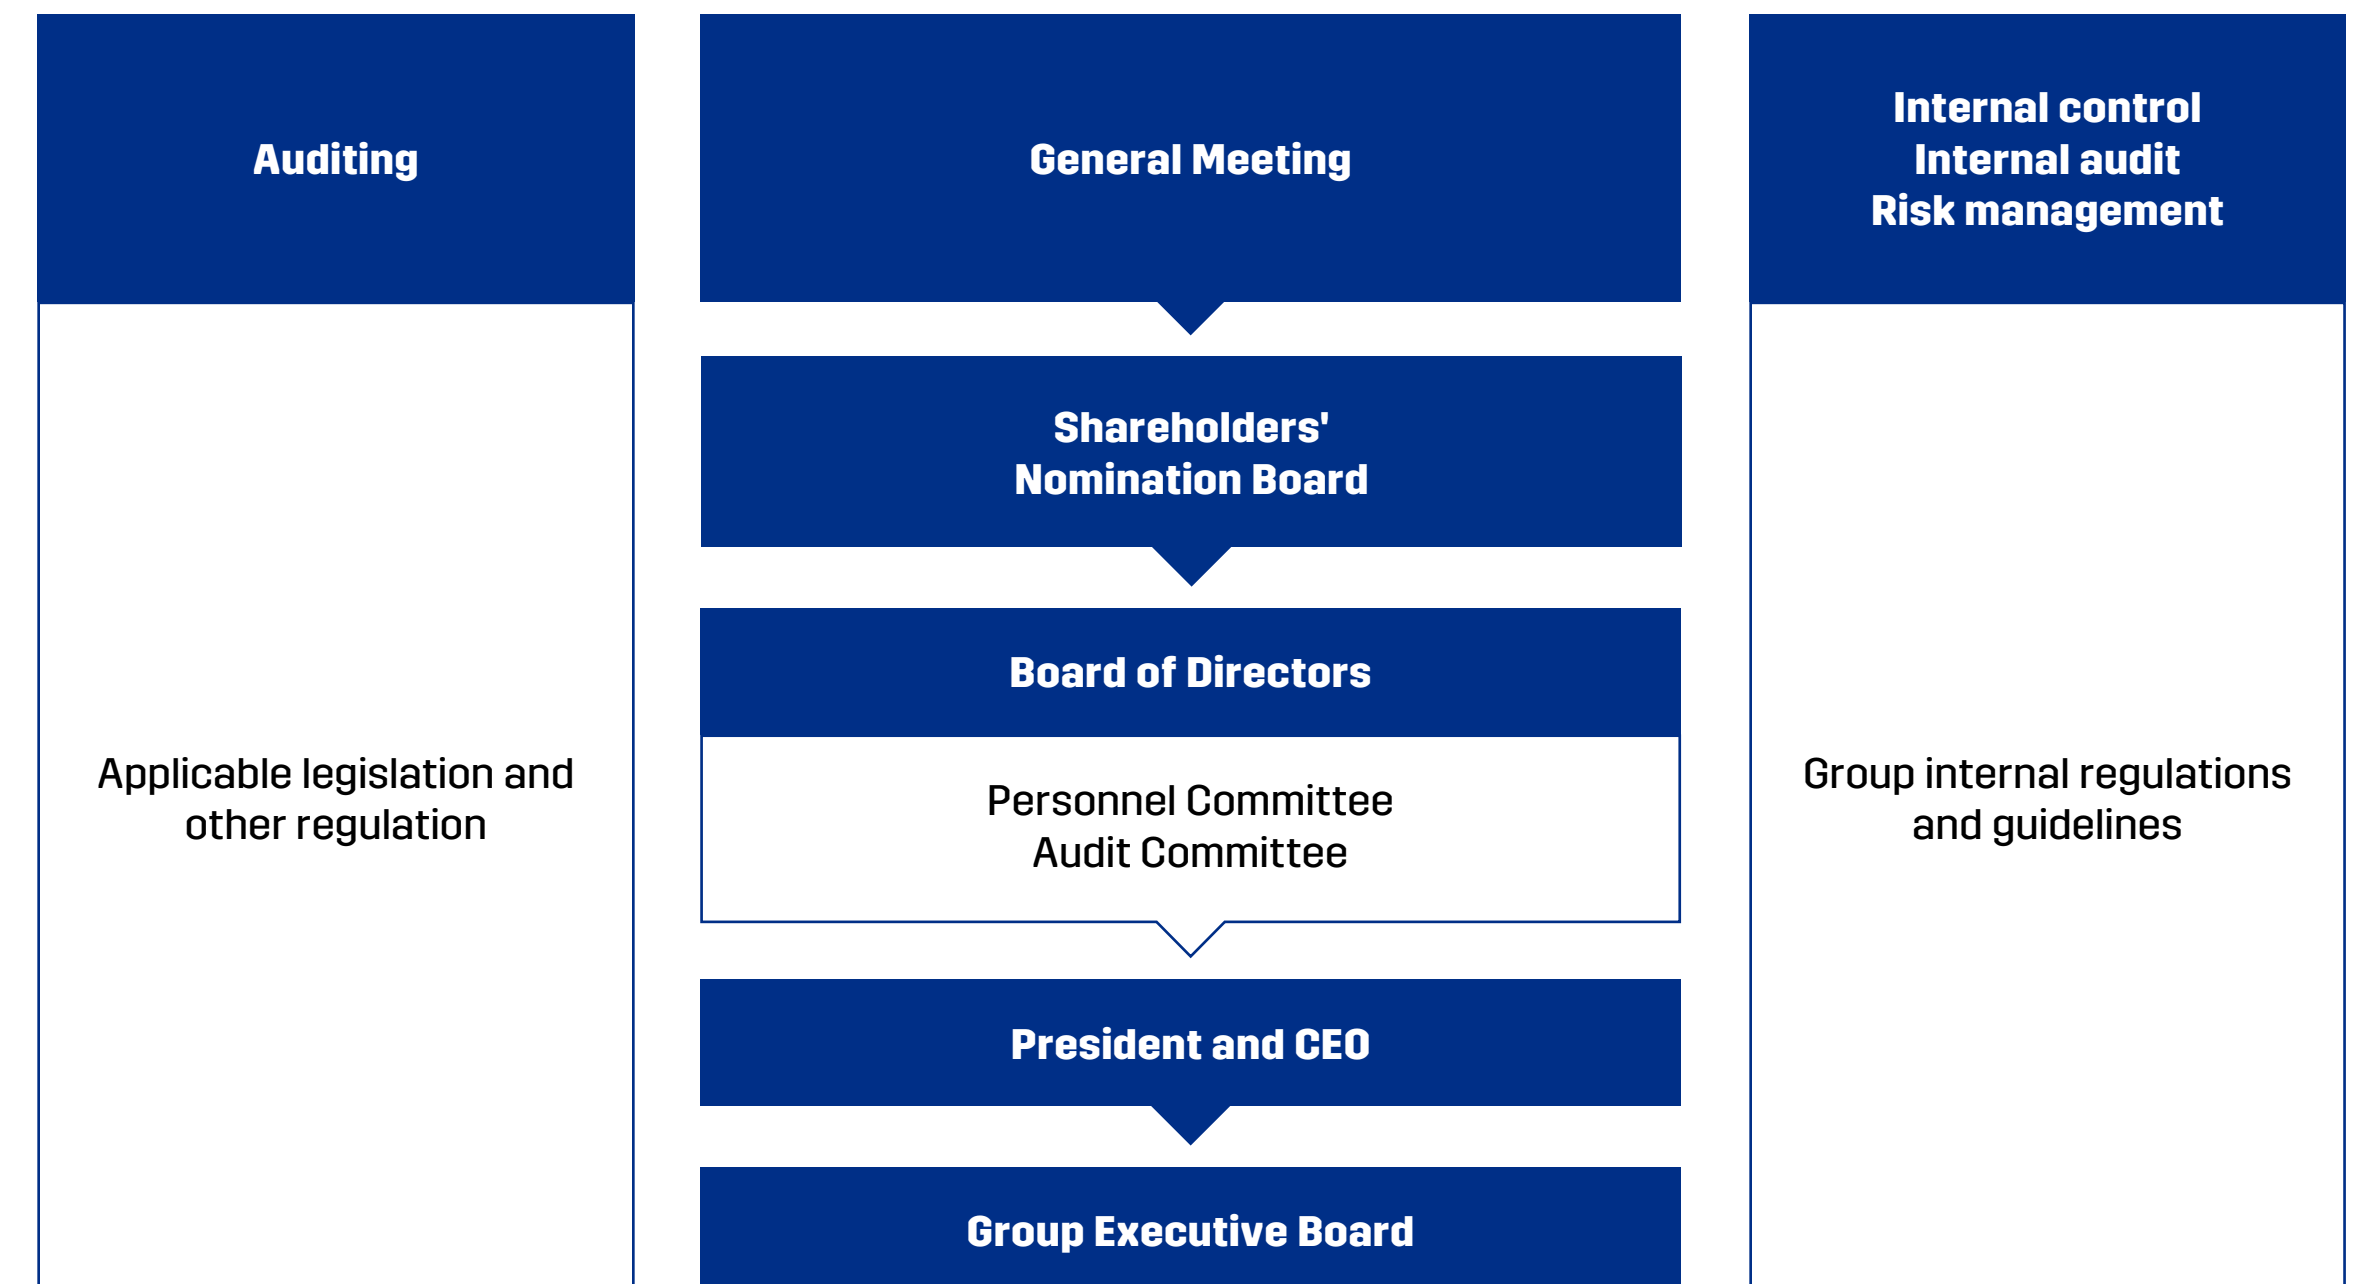 Auditing
Applicable legislation and
other regulation
General Meeting
Shareholders'
Nomination Board
Board of Directors
Personnel Committee
Audit Committee
President and CEO
Group Executive Board
Internal control
Internal audit
Risk management
Group internal regulations
and guidelines